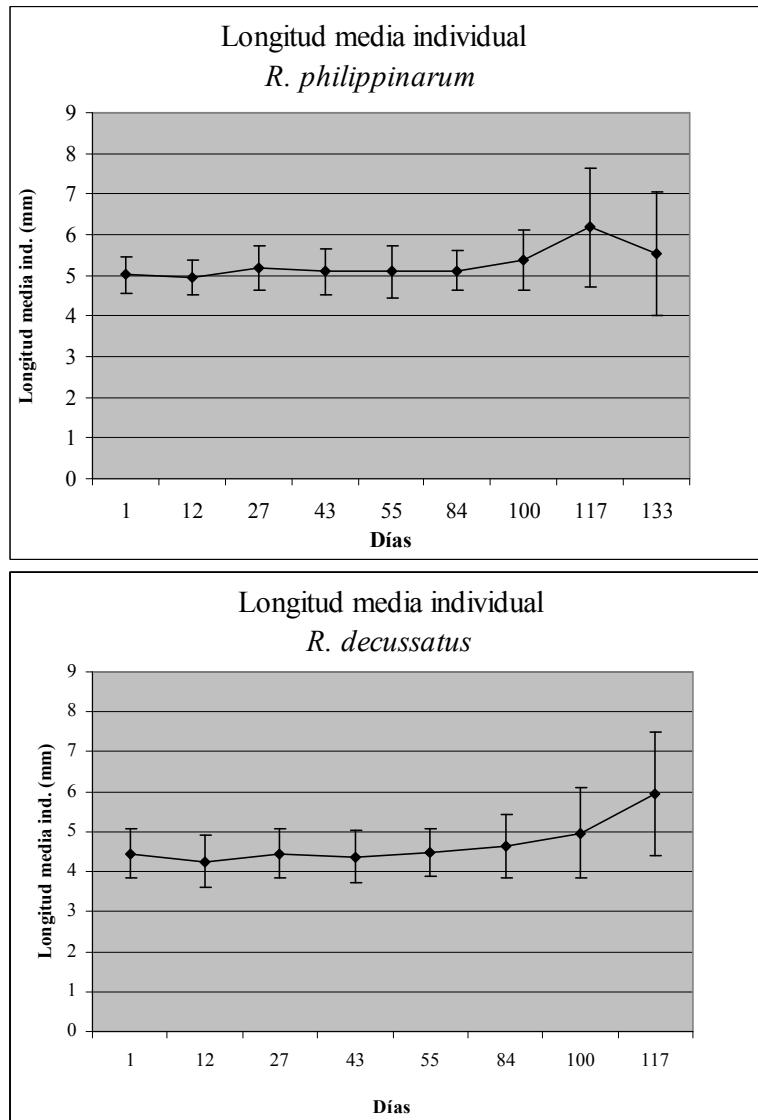 Longitud media individual
R. philippinarum
9
8
7
6
5
4
3
2
1
0
Longitud media ind. (mm)
1 12 27 43 55 84 100 117 133
Días
Longitud media individual
R. decussatus
9
8
7
6
5
4
3
2
1
0
Longitud media ind. (mm)
1 12 27 43 55 84 100 117
Días